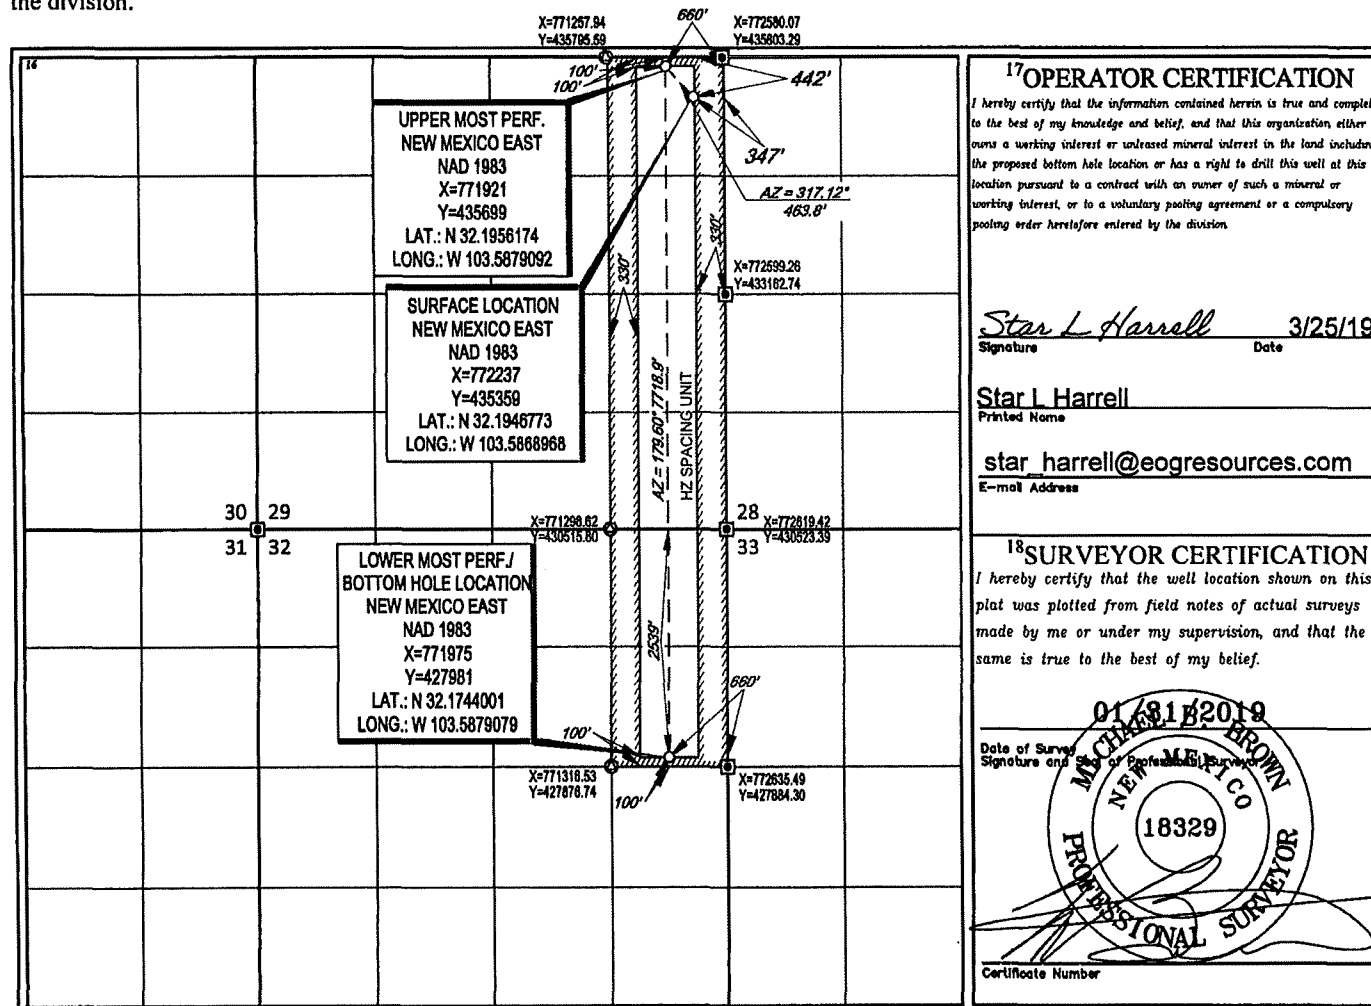 the division.
16
X=771257.94
Y=435795.69
660'
X=772580.07
Y=435803.29
100'
100'
442'
347'
AZ = 317.12°
463.8'
UPPER MOST PERF.
NEW MEXICO EAST
NAD 1983
X=771921
Y=435699
LAT.: N 32.1956174
LONG.: W 103.5879092
330'
330'
X=772599.26
Y=433162.74
SURFACE LOCATION
NEW MEXICO EAST
NAD 1983
X=772237
Y=435359
LAT.: N 32.1946773
LONG.: W 103.5868968
AZ = 179.60° 7718.9'
HZ SPACING UNIT
30 29
31 32
X=771298.62
Y=430515.80
28
33
X=772619.42
Y=430523.39
LOWER MOST PERF./
BOTTOM HOLE LOCATION
NEW MEXICO EAST
NAD 1983
X=771975
Y=427981
LAT.: N 32.1744001
LONG.: W 103.5879079
2539'
660'
100'
X=771316.53
Y=427876.74
100'
X=772635.49
Y=427884.30
17 OPERATOR CERTIFICATION
I hereby certify that the information contained herein is true and complet
to the best of my knowledge and belief, and that this organization either
owns a working interest or unleased mineral interest in the land includin
the proposed bottom hole location or has a right to drill this well at this
location pursuant to a contract with an owner of such a mineral or
working interest, or to a voluntary pooling agreement or a compulsory
pooling order heretofore entered by the division
Star L Harrell 3/25/19
Signature Date
Star L Harrell
Printed Name
star_harrell@eogresources.com
E-mail Address
18 SURVEYOR CERTIFICATION
I hereby certify that the well location shown on this
plat was plotted from field notes of actual surveys
made by me or under my supervision, and that the
same is true to the best of my belief.
01/31/2019
Date of Survey
Signature and Seal of Professional Surveyor
MICHAEL B. BROWN
NEW MEXICO
18329
PROFESSIONAL SURVEYOR
Certificate Number